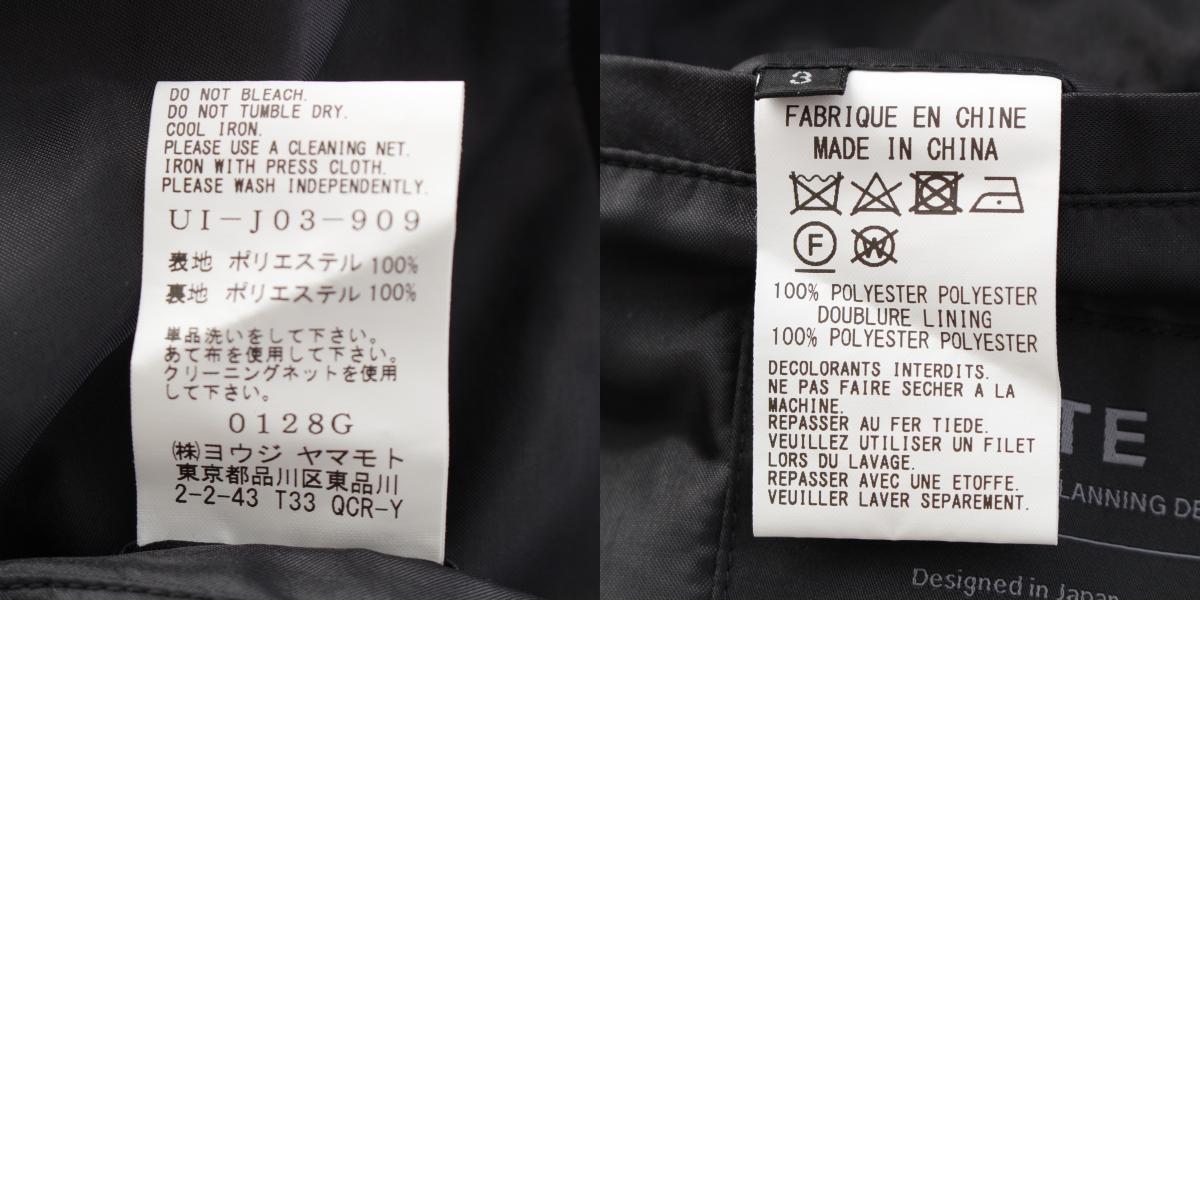 DO NOT BLEACH.
DO NOT TUMBLE DRY.
COOL IRON.
PLEASE USE A CLEANING NET.
IRON WITH PRESS CLOTH.
PLEASE WASH INDEPENDENTLY.
UI-J03-909
表地 ポリエステル 100%
裏地 ポリエステル 100%
単品洗いをして下さい。
あて布を使用して下さい。
クリーニングネットを使用
して下さい。
0128G
㈱ヨウジ ヤマモト
東京都品川区東品川
2-2-43 T33 QCR-Y
3
FABRIQUE EN CHINE
MADE IN CHINA
F
W
100% POLYESTER POLYESTER
DOUBLURE LINING
100% POLYESTER POLYESTER
DECOLORANTS INTERDITS.
NE PAS FAIRE SECHER A LA
MACHINE.
REPASSER AU FER TIEDE.
VEUILLEZ UTILISER UN FILET
LORS DU LAVAGE.
REPASSER AVEC UNE ETOFFE.
VEUILLER LAVER SEPAREMENT.
TE
LANNING DE
Designed in Japan